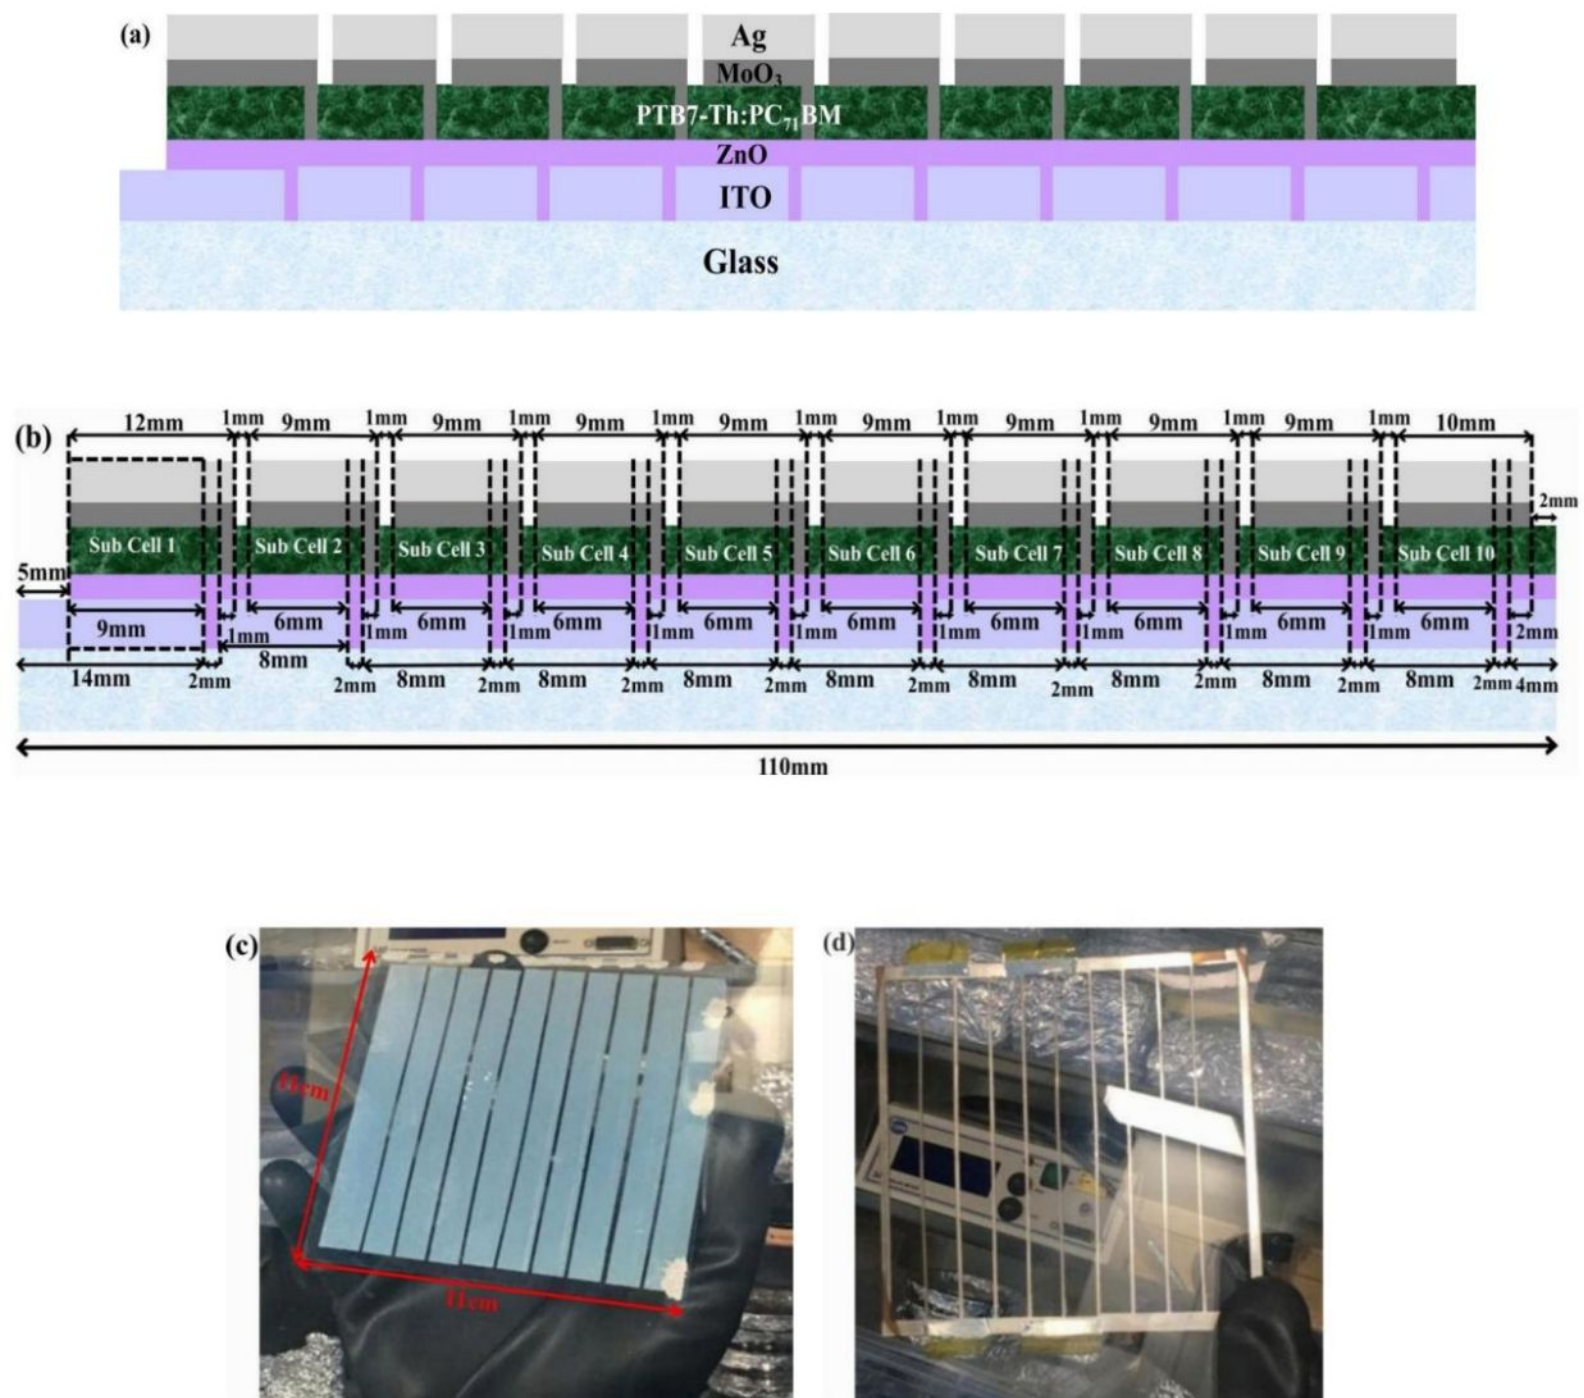 (a)
Ag
MoO₃
PTB7-Th:PC₇₁BM
ZnO
ITO
Glass
(b)
12mm 1mm 9mm 1mm 9mm 1mm 9mm 1mm 9mm 1mm 9mm 1mm 9mm 1mm 9mm 1mm 9mm 1mm 10mm
2mm
Sub Cell 1 Sub Cell 2 Sub Cell 3 Sub Cell 4 Sub Cell 5 Sub Cell 6 Sub Cell 7 Sub Cell 8 Sub Cell 9 Sub Cell 10
5mm
9mm 1mm 6mm 1mm 6mm 1mm 6mm 1mm 6mm 1mm 6mm 1mm 6mm 1mm 6mm 1mm 6mm 1mm 6mm 2mm
14mm 2mm 8mm 2mm 8mm 2mm 8mm 2mm 8mm 2mm 8mm 2mm 8mm 2mm 8mm 2mm 8mm 2mm 8mm 2mm 4mm
110mm
(c)
11cm
11cm
(d)